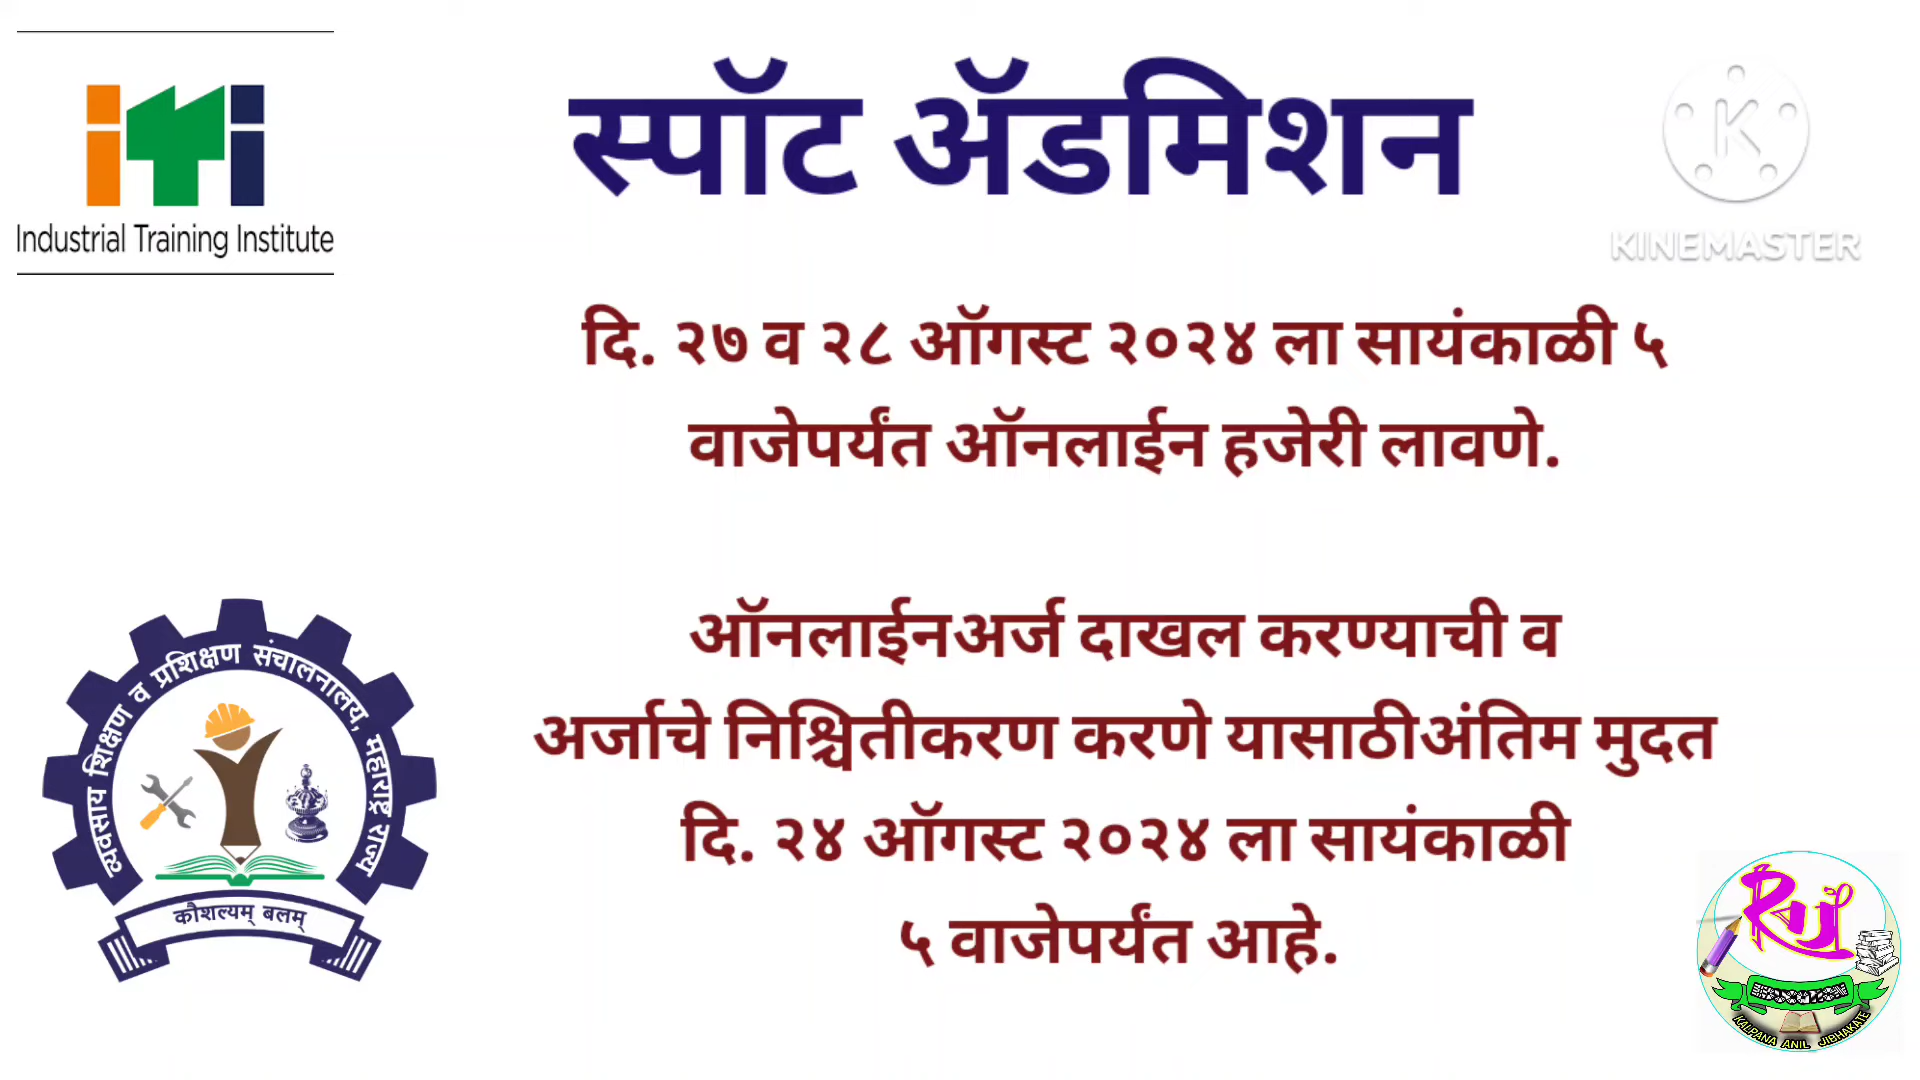 स्पॉट ॲडमिशन
Industrial Training Institute
KINEMASTER
दि. २७ व २८ ऑगस्ट २०२४ ला सायंकाळी ५
वाजेपर्यंत ऑनलाईन हजेरी लावणे.
ऑनलाईनअर्ज दाखल करण्याची व
अर्जाचे निश्चितीकरण करणे यासाठीअंतिम मुदत
दि. २४ ऑगस्ट २०२४ ला सायंकाळी
५ वाजेपर्यंत आहे.
व्यवसाय शिक्षण व प्रशिक्षण संचालनालय, महाराष्ट्र राज्य
कौशल्यम् बलम्
KALPANA ANIL JIBHAKATE